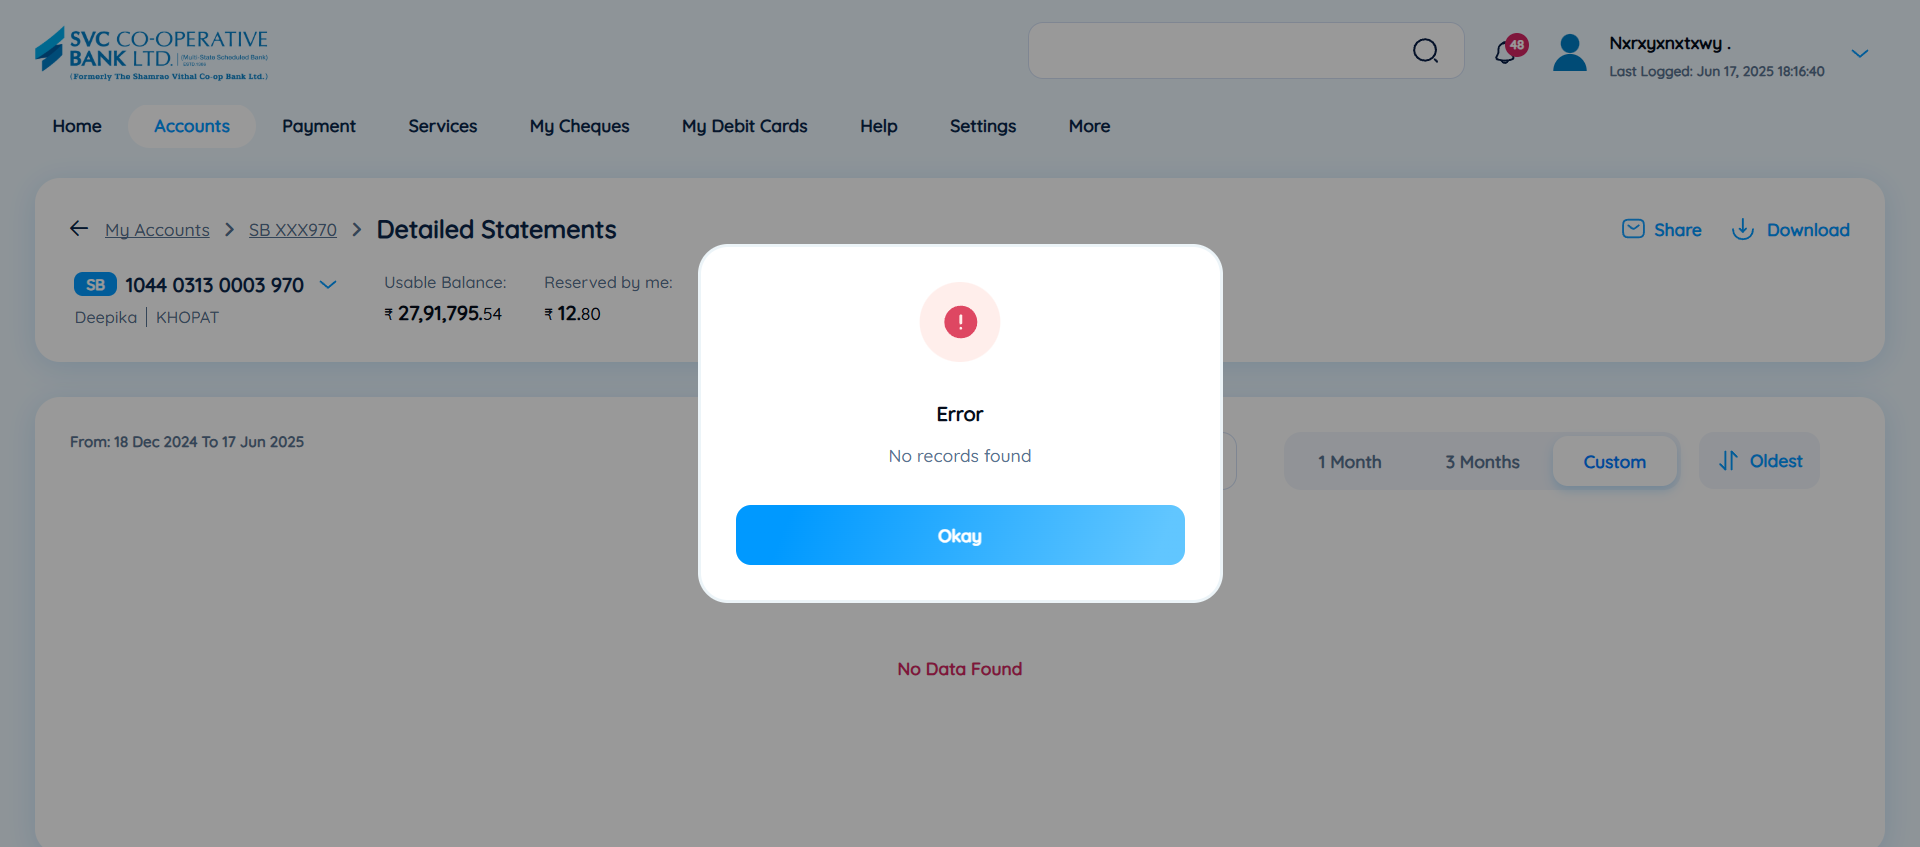 SVC CO-OPERATIVE
BANK LTD. (Multi-State Scheduled Bank)
(Formerly The Shamrao Vithal Co-op Bank Ltd.)
48
Nxrxyxnxtxwy .
Last Logged: Jun 17, 2025 18:16:40
Home Accounts Payment Services My Cheques My Debit Cards Help Settings More
My Accounts SB XXX970 Detailed Statements
Share Download
SB 1044 0313 0003 970
Deepika | KHOPAT
Usable Balance:
₹ 27,91,795.54
Reserved by me:
₹ 12.80
From: 18 Dec 2024 To 17 Jun 2025
1 Month 3 Months Custom Oldest
!
Error
No records found
Okay
No Data Found